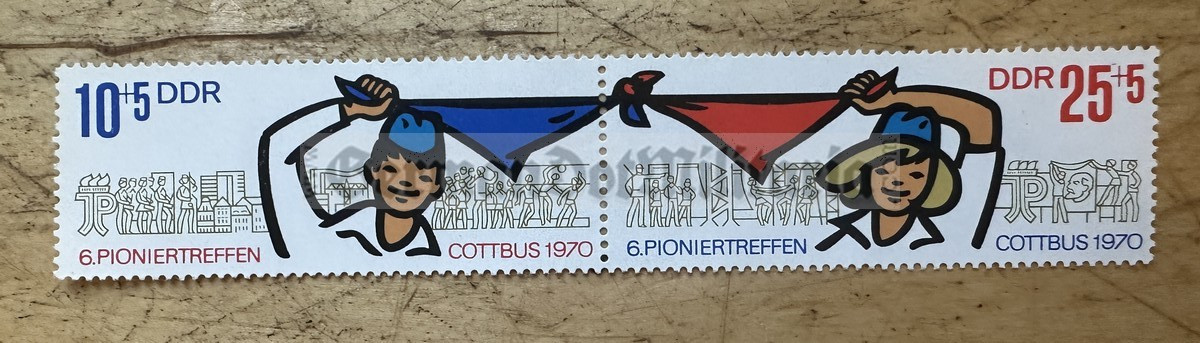 10+5 DDR
6.PIONIERTREFFEN COTTBUS 1970
DDR 25+5
6.PIONIERTREFFEN COTTBUS 1970